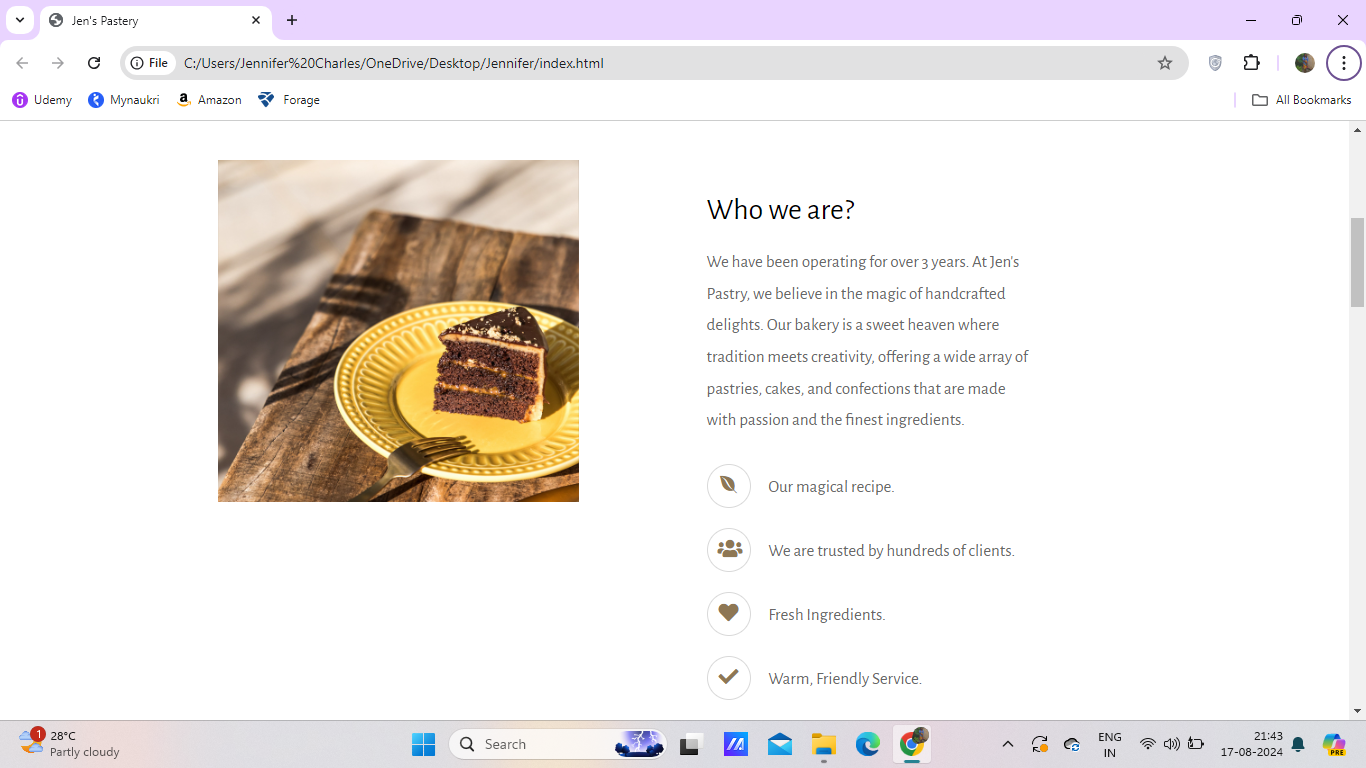 Jen's Pastery
File
C:/Users/Jennifer%20Charles/OneDrive/Desktop/Jennifer/index.html
Udemy Mynaukri Amazon Forage All Bookmarks
Who we are?
We have been operating for over 3 years. At Jen's
Pastry, we believe in the magic of handcrafted
delights. Our bakery is a sweet heaven where
tradition meets creativity, offering a wide array of
pastries, cakes, and confections that are made
with passion and the finest ingredients.
Our magical recipe.
We are trusted by hundreds of clients.
Fresh Ingredients.
Warm, Friendly Service.
1
28°C
Partly cloudy
Search
ENG
IN
21:43
17-08-2024
PRE